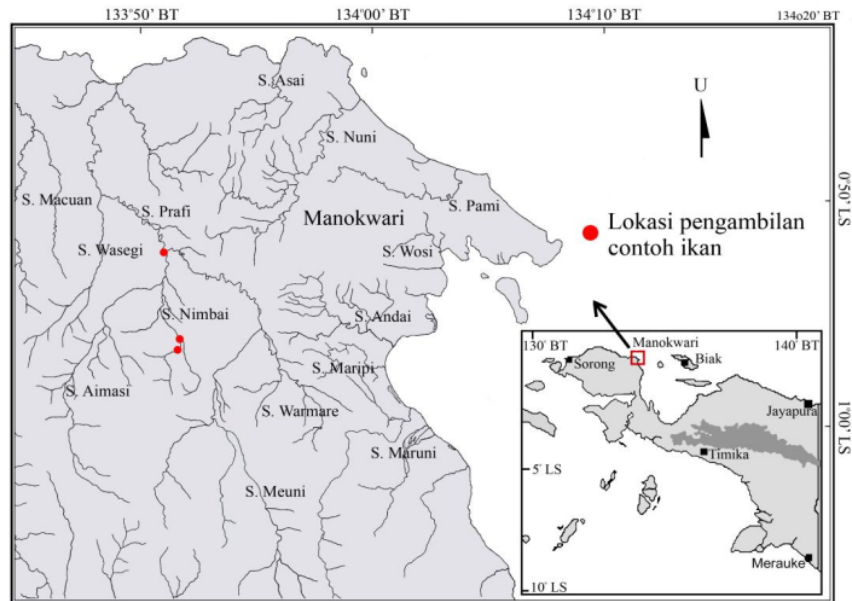 133°50' BT
134°00' BT
134°10' BT
134o20' BT
S. Asai
U
S. Nuni
0°50' LS
S. Macuan
S. Prafi
S. Pami
Manokwari
Lokasi pengambilan
contoh ikan
S. Wasegi
S. Wosi
S. Nimbai
S. Andai
130° BT
Manokwari
140° BT
Sorong
Biak
S. Maripi
S. Aimasi
Jayapura
S. Warmare
1°00' LS
S. Maruni
Timika
5° LS
S. Meuni
Merauke
10° LS